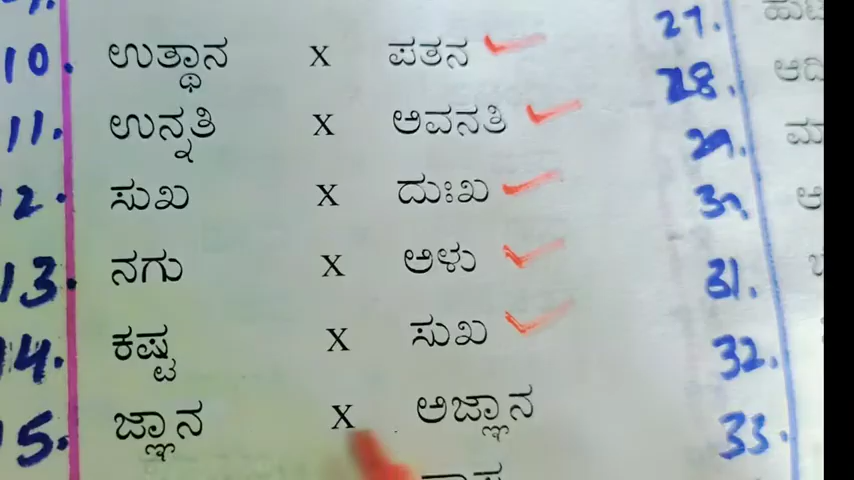 10. ಉತ್ಥಾನ x ಪತನ
11. ಉನ್ನತಿ x ಅವನತಿ
12. ಸುಖ x ದುಃಖ
13. ನಗು x ಅಳು
14. ಕಷ್ಟ x ಸುಖ
15. ಜ್ಞಾನ x ಅಜ್ಞಾನ
27.
28.
29.
30.
31.
32.
33.